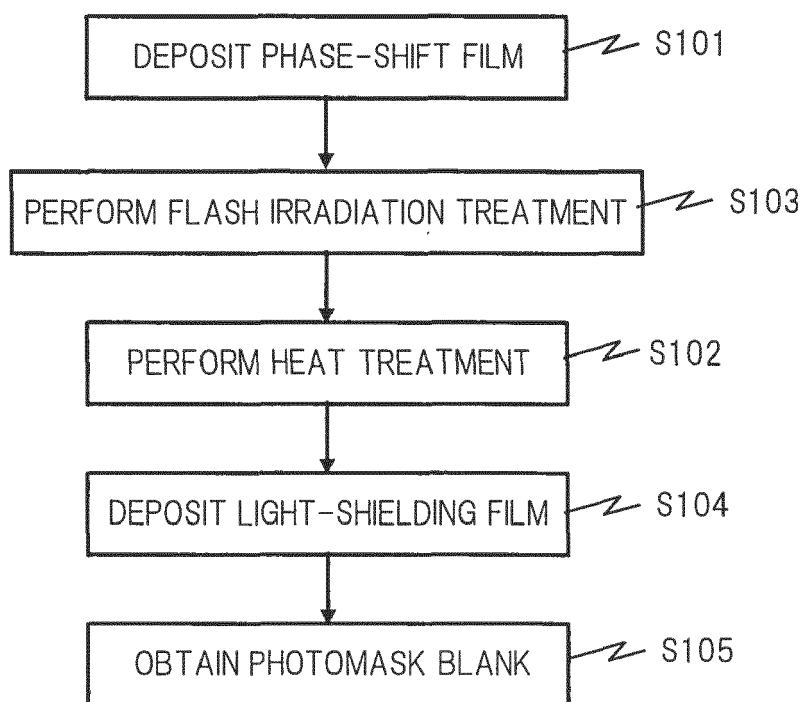 DEPOSIT PHASE-SHIFT FILM S101
PERFORM FLASH IRRADIATION TREATMENT S103
PERFORM HEAT TREATMENT S102
DEPOSIT LIGHT-SHIELDING FILM S104
OBTAIN PHOTOMASK BLANK S105